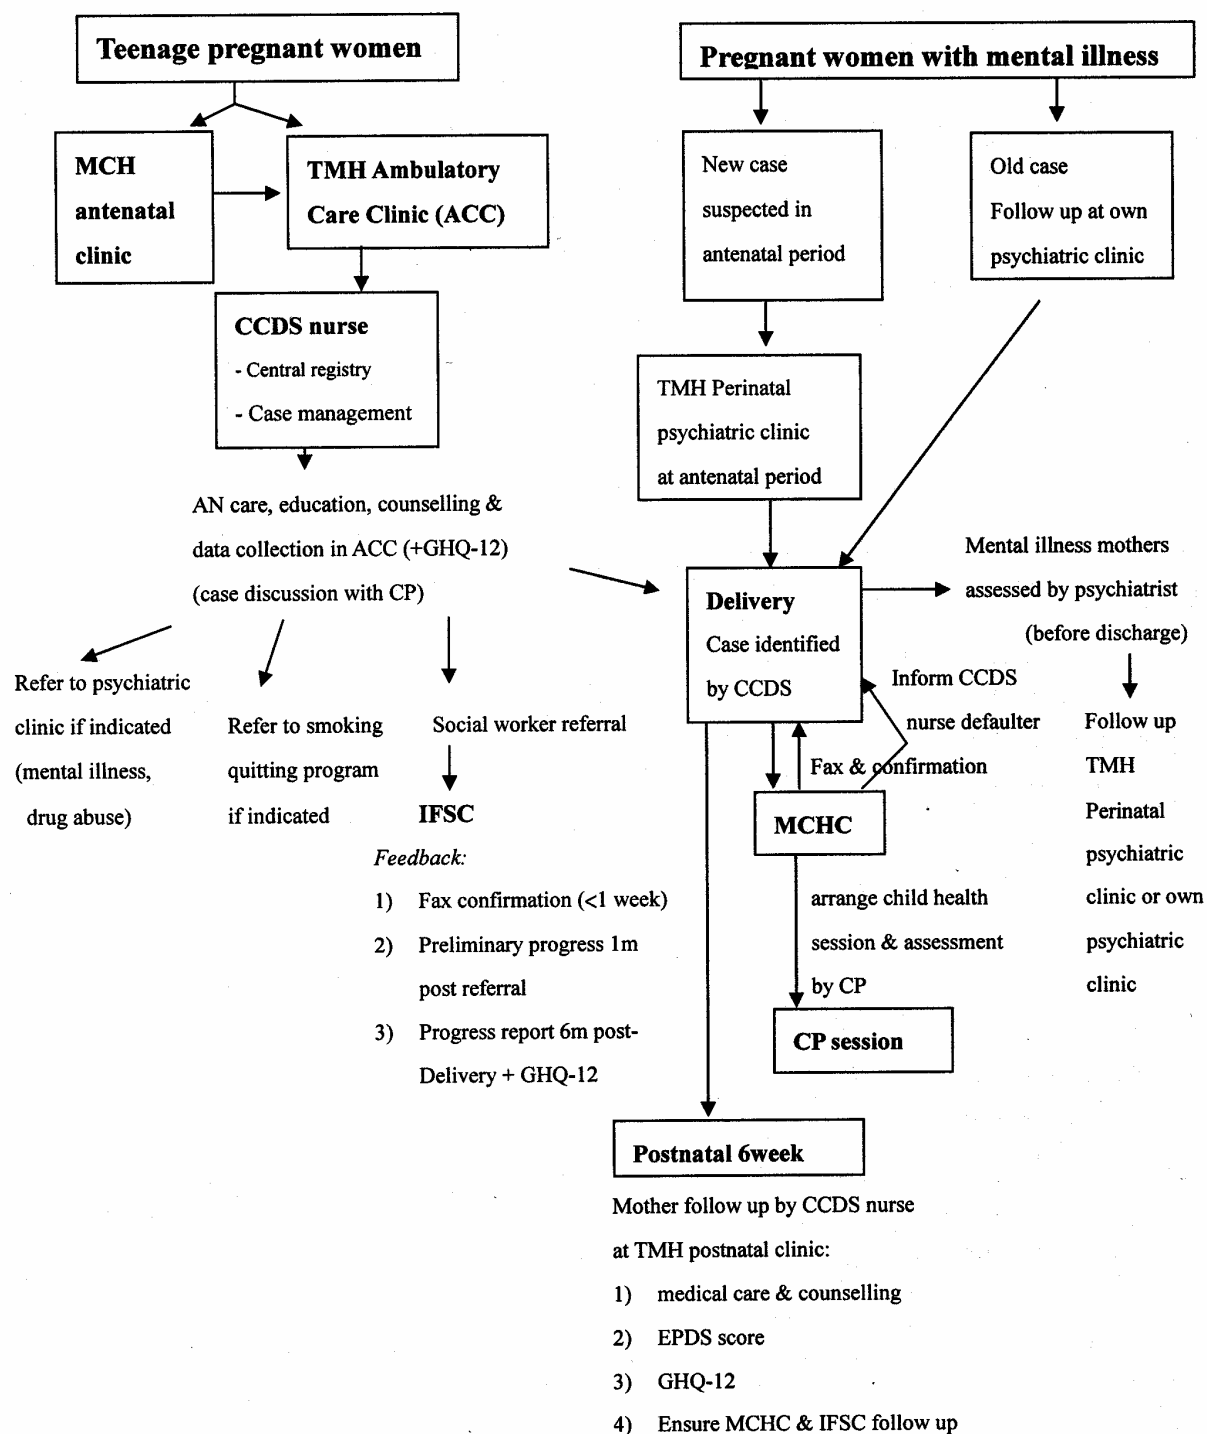 Teenage pregnant women
Pregnant women with mental illness
MCH
antenatal
clinic
TMH Ambulatory
Care Clinic (ACC)
New case
suspected in
antenatal period
Old case
Follow up at own
psychiatric clinic
CCDS nurse
- Central registry
- Case management
TMH Perinatal
psychiatric clinic
at antenatal period
AN care, education, counselling &
data collection in ACC (+GHQ-12)
(case discussion with CP)
Delivery
Case identified
by CCDS
Mental illness mothers
assessed by psychiatrist
(before discharge)
Refer to psychiatric
clinic if indicated
(mental illness,
drug abuse)
Refer to smoking
quitting program
if indicated
Social worker referral
IFSC
Feedback:
1) Fax confirmation (<1 week)
2) Preliminary progress 1m
post referral
3) Progress report 6m post-
Delivery + GHQ-12
Inform CCDS
nurse defaulter
Fax & confirmation
MCHC
arrange child health
session & assessment
by CP
CP session
Follow up
TMH
Perinatal
psychiatric
clinic or own
psychiatric
clinic
Postnatal 6week
Mother follow up by CCDS nurse
at TMH postnatal clinic:
1) medical care & counselling
2) EPDS score
3) GHQ-12
4) Ensure MCHC & IFSC follow up